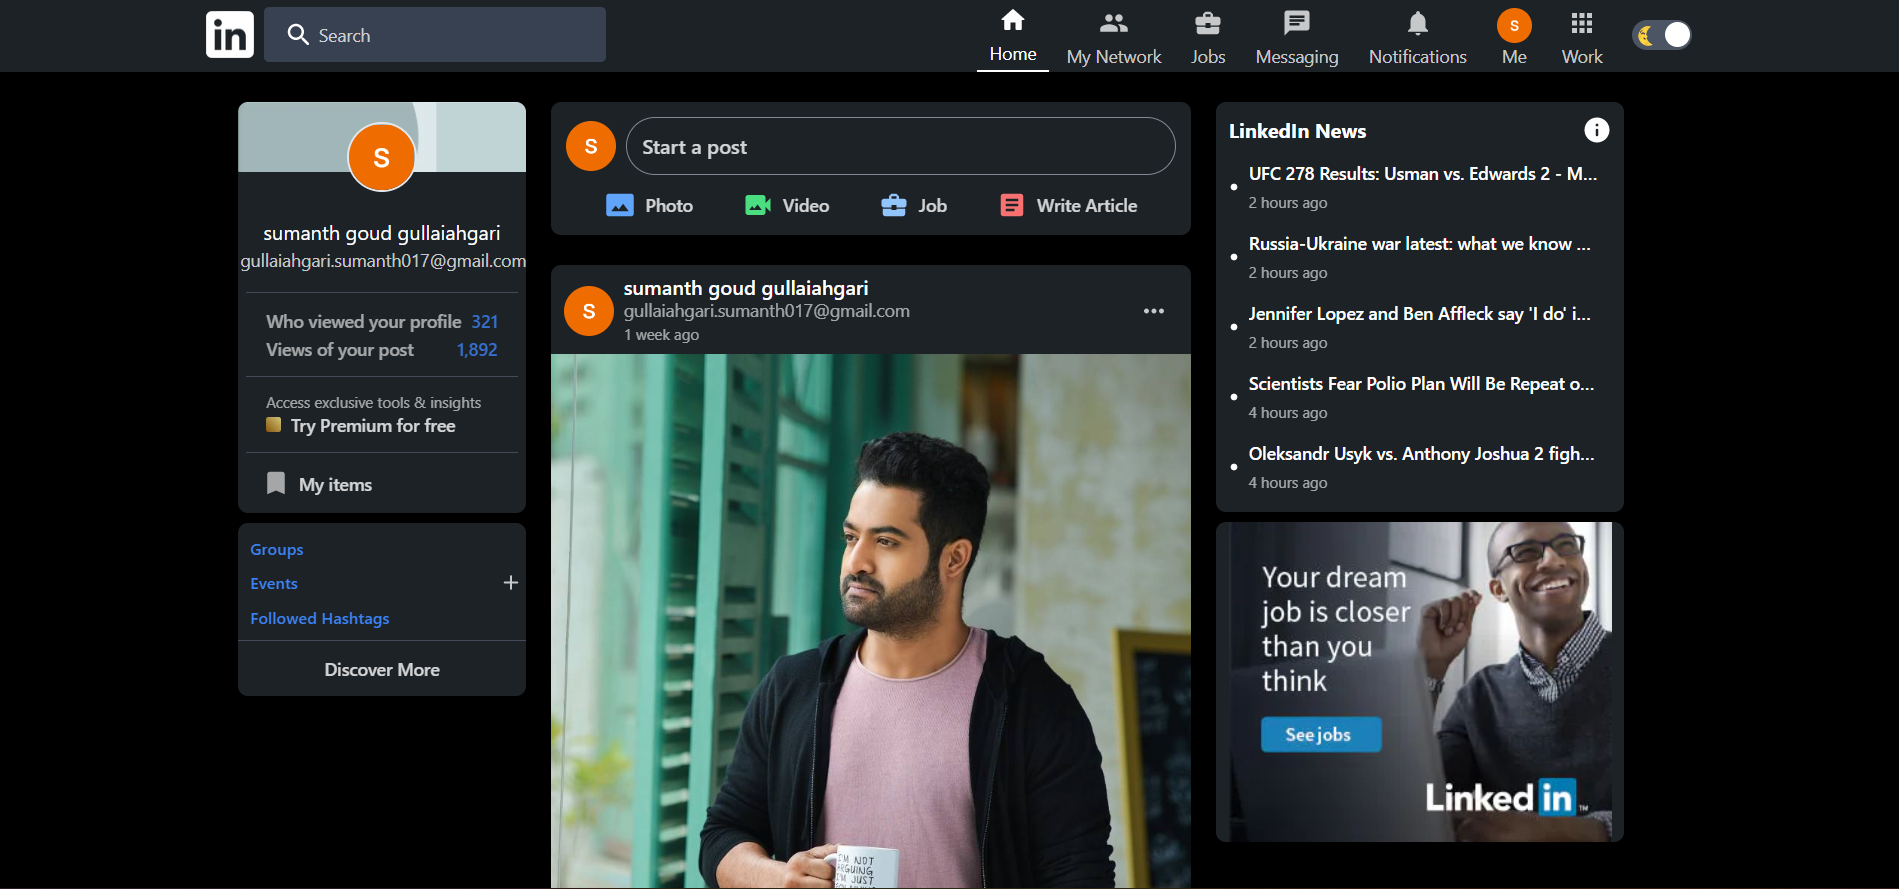 in
Search
Home
My Network
Jobs
Messaging
Notifications
S
Me
Work
S
sumanth goud gullaiahgari
gullaiahgari.sumanth017@gmail.com
Who viewed your profile 321
Views of your post 1,892
Access exclusive tools & insights
Try Premium for free
My items
Groups
Events
Followed Hashtags
Discover More
S
Start a post
Photo
Video
Job
Write Article
S
sumanth goud gullaiahgari
gullaiahgari.sumanth017@gmail.com
1 week ago
I'M NOT
ARGUING
I'M JUST
LinkedIn News
UFC 278 Results: Usman vs. Edwards 2 - M...
2 hours ago
Russia-Ukraine war latest: what we know ...
2 hours ago
Jennifer Lopez and Ben Affleck say 'I do' i...
2 hours ago
Scientists Fear Polio Plan Will Be Repeat o...
4 hours ago
Oleksandr Usyk vs. Anthony Joshua 2 figh...
4 hours ago
Your dream
job is closer
than you
think
See jobs
Linked in TM